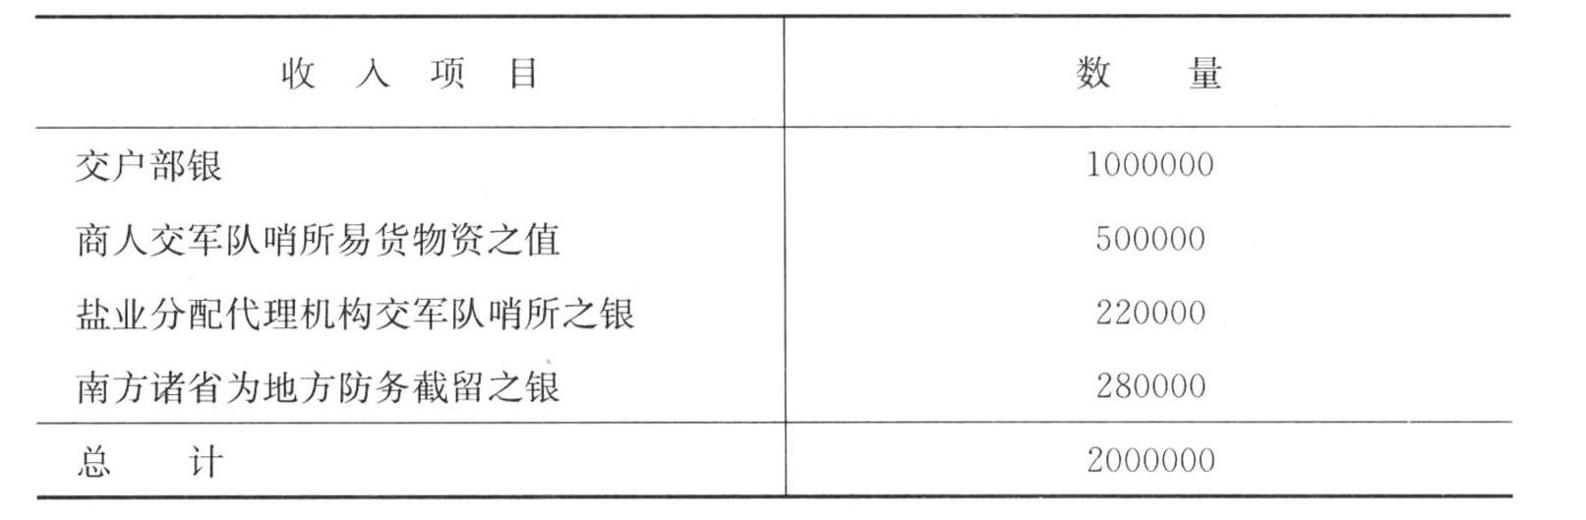 收入项目 数量
交户部银 1000000
商人交军队哨所易货物资之值 500000
盐业分配代理机构交军队哨所之银 220000
南方诸省为地方防务截留之银 280000
总计 2000000